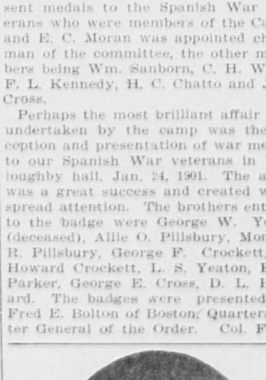 sent medals to the Spanish War
erans who were members of the Ca
and E. C. Moran was appointed ch
man of the committee, the other m
bers being Wm. Sanborn, C. H. W
F. L. Kennedy, H. C. Chatto and J
Cross.
Perhaps the most brilliant affair
undertaken by the camp was the
ception and presentation of war me
to our Spanish War veterans in
loughby hall, Jan. 24, 1901. The a
was a great success and created w
spread attention. The brothers ent
to the badge were George W. Y
(deceased), Allie O. Pillsbury, Mor
R. Pillsbury, George F. Crockett,
Howard Crockett, L. S. Yeaton, F
Parker, George E. Cross, D. L. F
ard. The badges were presented
Fred E. Bolton of Boston, Quarter
ter General of the Order. Col. F